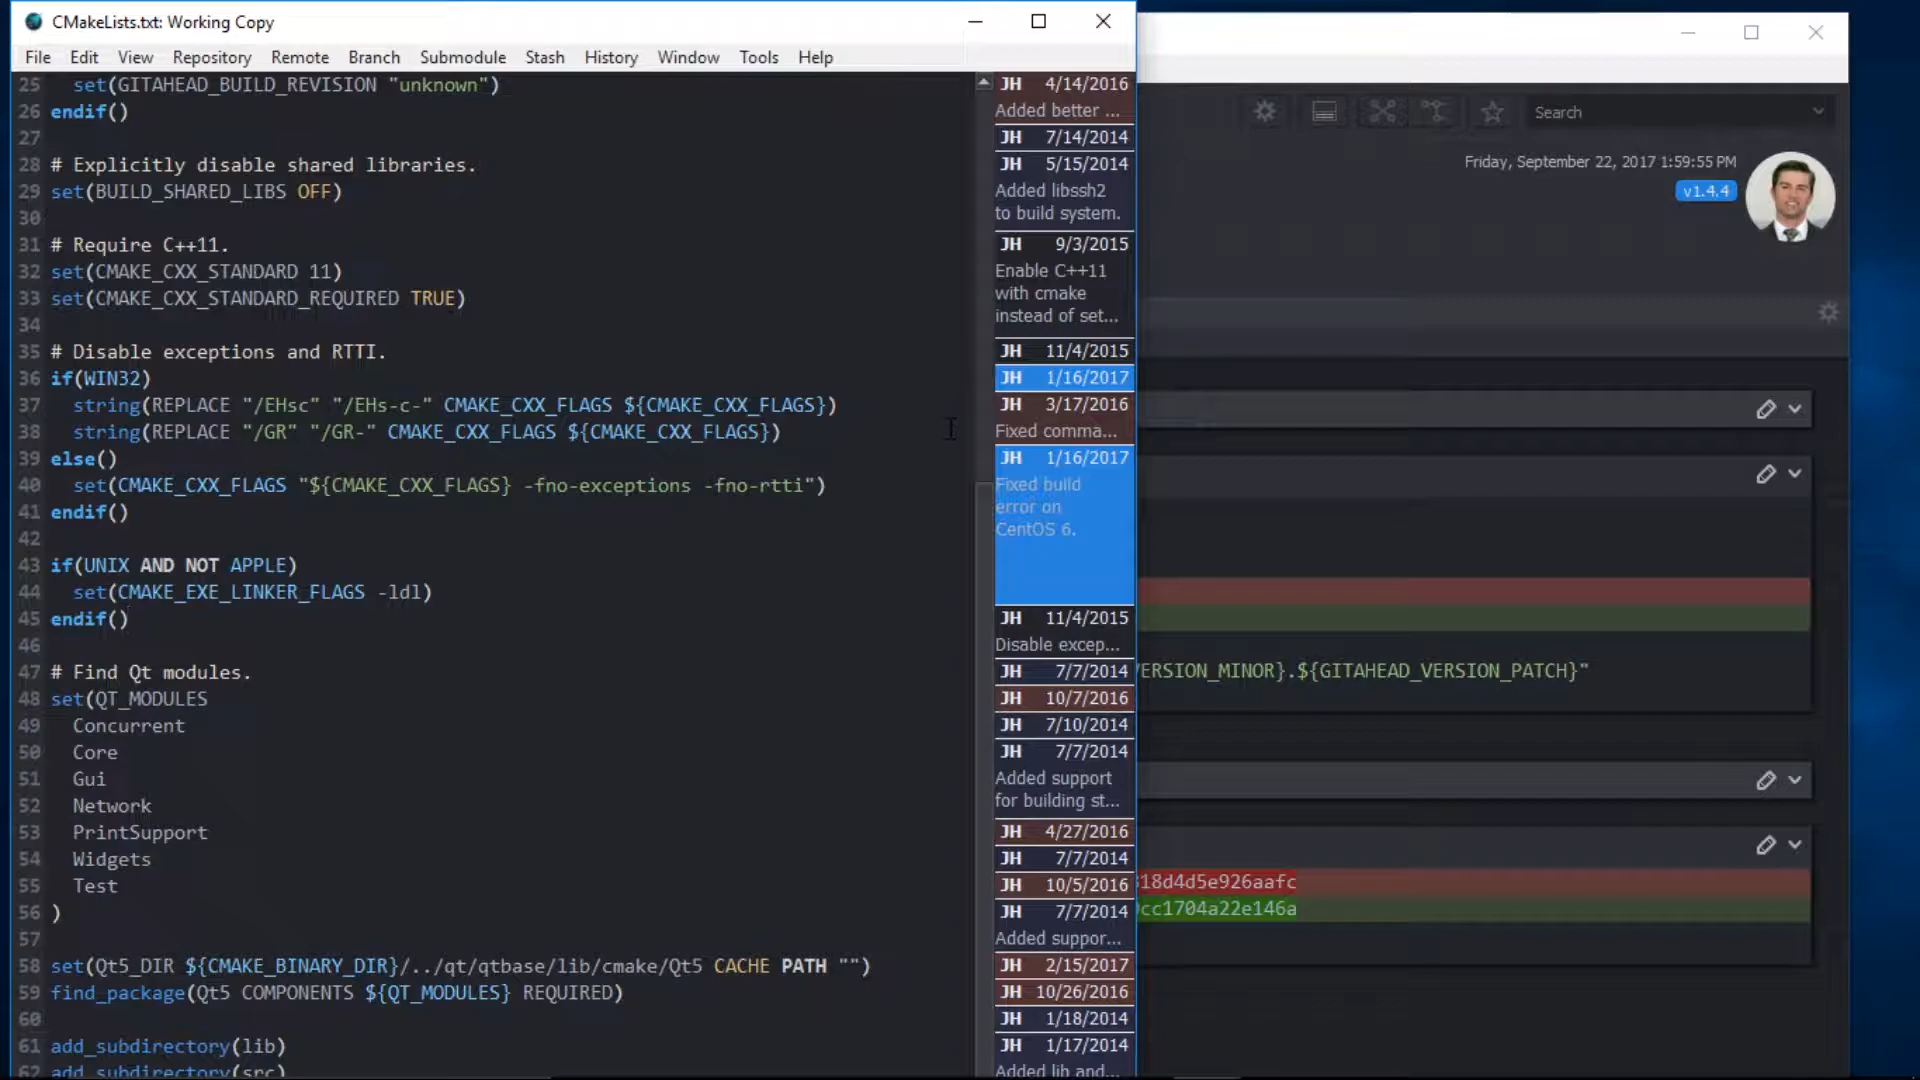 CMakeLists.txt: Working Copy
File Edit View Repository Remote Branch Submodule Stash History Window Tools Help
25 set(GITAHEAD_BUILD_REVISION "unknown")
26 endif()
27
28 # Explicitly disable shared libraries.
29 set(BUILD_SHARED_LIBS OFF)
30
31 # Require C++11.
32 set(CMAKE_CXX_STANDARD 11)
33 set(CMAKE_CXX_STANDARD_REQUIRED TRUE)
34
35 # Disable exceptions and RTTI.
36 if(WIN32)
37 string(REPLACE "/EHsc" "/EHs-c-" CMAKE_CXX_FLAGS ${CMAKE_CXX_FLAGS})
38 string(REPLACE "/GR" "/GR-" CMAKE_CXX_FLAGS ${CMAKE_CXX_FLAGS})
39 else()
40 set(CMAKE_CXX_FLAGS "${CMAKE_CXX_FLAGS} -fno-exceptions -fno-rtti")
41 endif()
42
43 if(UNIX AND NOT APPLE)
44 set(CMAKE_EXE_LINKER_FLAGS -ldl)
45 endif()
46
47 # Find Qt modules.
48 set(QT_MODULES
49 Concurrent
50 Core
51 Gui
52 Network
53 PrintSupport
54 Widgets
55 Test
56 )
57
58 set(Qt5_DIR ${CMAKE_BINARY_DIR}/../qt/qtbase/lib/cmake/Qt5 CACHE PATH "")
59 find_package(Qt5 COMPONENTS ${QT_MODULES} REQUIRED)
60
61 add_subdirectory(lib)
62 add_subdirectory(src)
JH 4/14/2016
Added better ...
JH 7/14/2014
JH 5/15/2014
Added libssh2
to build system.
JH 9/3/2015
Enable C++11
with cmake
instead of set...
JH 11/4/2015
JH 1/16/2017
JH 3/17/2016
Fixed comma...
JH 1/16/2017
Fixed build
error on
CentOS 6.
JH 11/4/2015
Disable excep...
JH 7/7/2014
JH 10/7/2016
JH 7/10/2014
JH 7/7/2014
Added support
for building st...
JH 4/27/2016
JH 7/7/2014
JH 10/5/2016
JH 7/7/2014
Added suppor...
JH 2/15/2017
JH 10/26/2016
JH 1/18/2014
JH 1/17/2014
Added lib and...
Search
Friday, September 22, 2017 1:59:55 PM
v1.4.4
ERSION_MINOR}.${GITAHEAD_VERSION_PATCH}"
18d4d5e926aafc
cc1704a22e146a